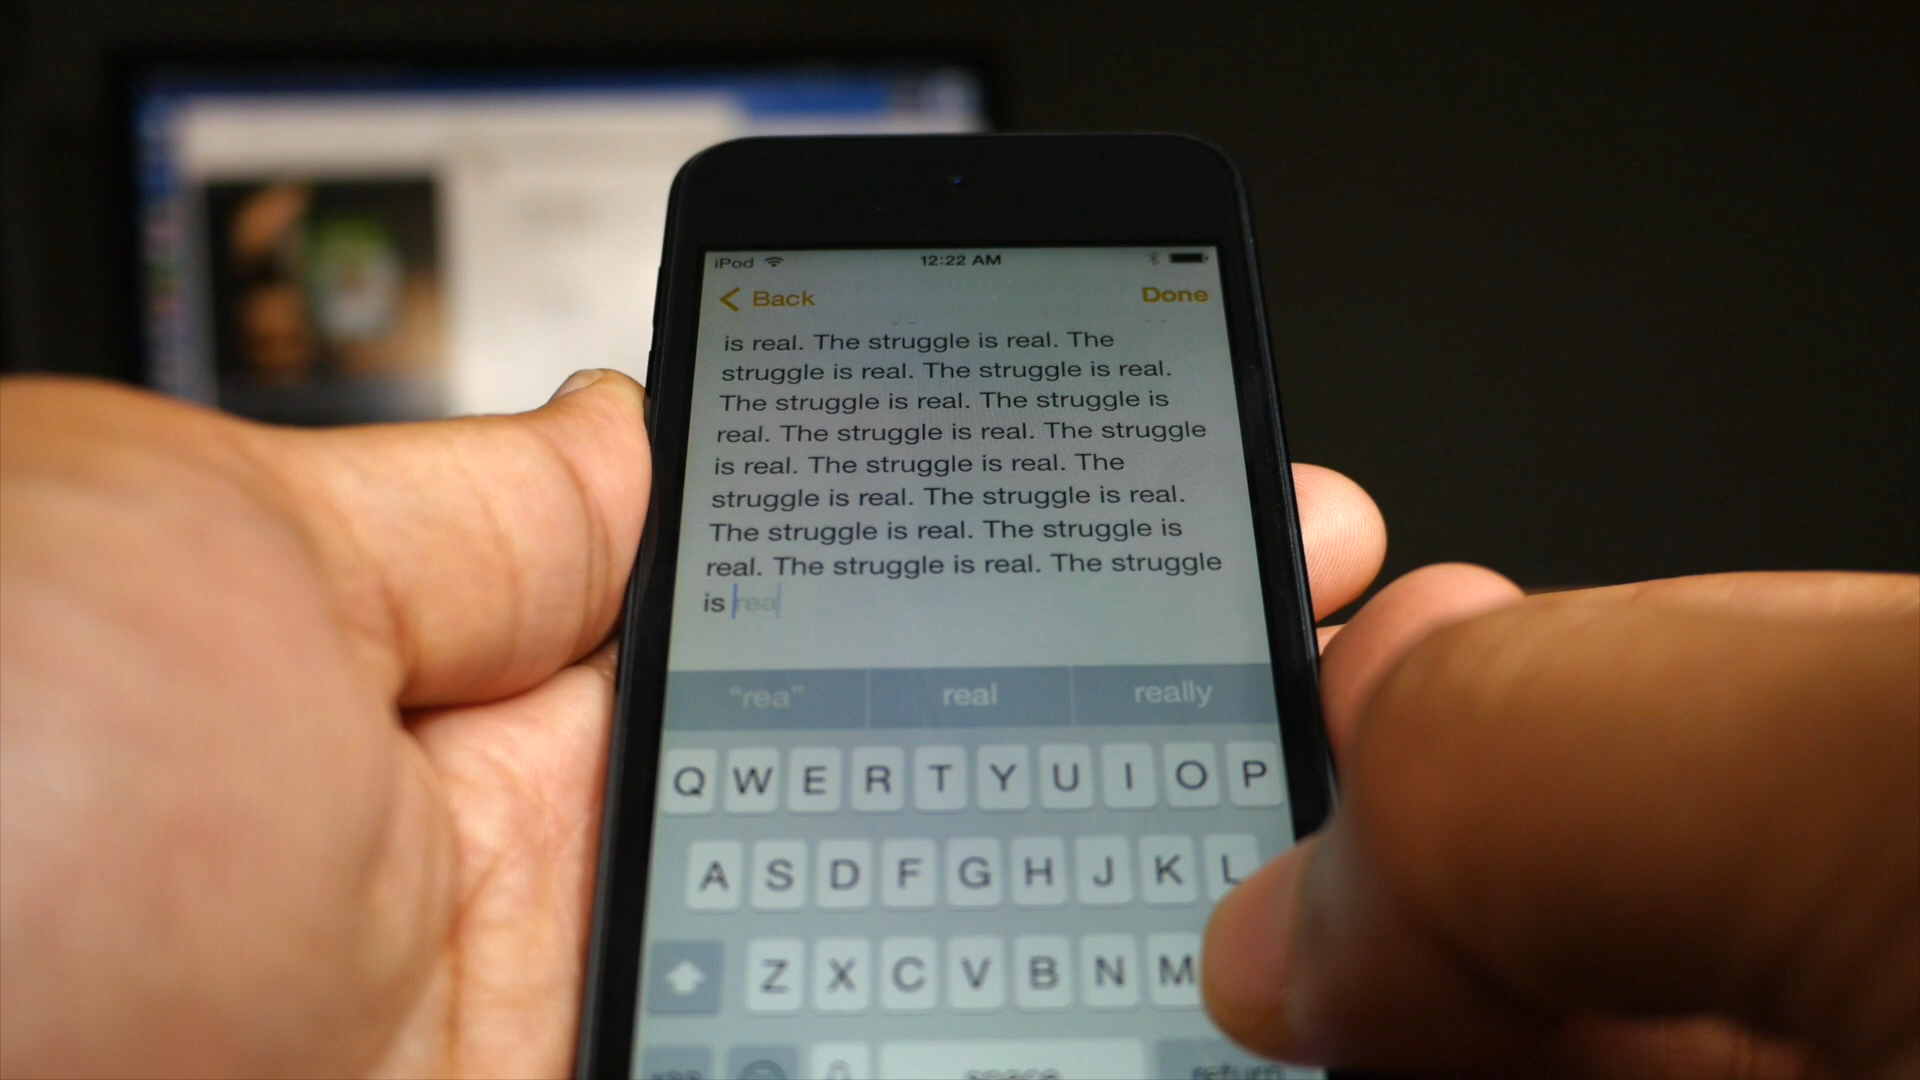 iPod 12:22 AM
Back Done
is real. The struggle is real. The
struggle is real. The struggle is real.
The struggle is real. The struggle is
real. The struggle is real. The struggle
is real. The struggle is real. The
struggle is real. The struggle is real.
The struggle is real. The struggle is
real. The struggle is real. The struggle
is rea
“rea” real really
Q W E R T Y U I O P
A S D F G H J K L
Z X C V B N M
space return